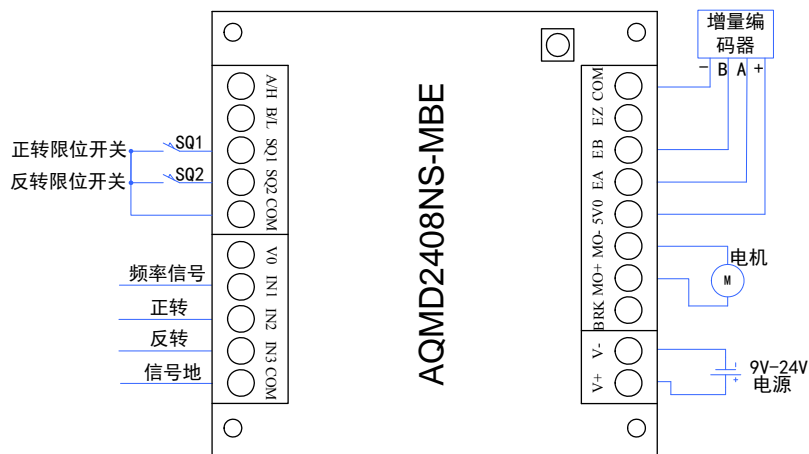 增量编
码器
- B A +
正转限位开关
SQ1
反转限位开关
SQ2
A/H
B/L
SQ1
SQ2
COM
频率信号
正转
反转
信号地
V0
IN1
IN2
IN3
COM
AQMD2408NS-MBE
COM
EZ
EB
EA
5V0
MO-
MO+
BRK
V-
V+
电机
M
- 
+
9V-24V
电源